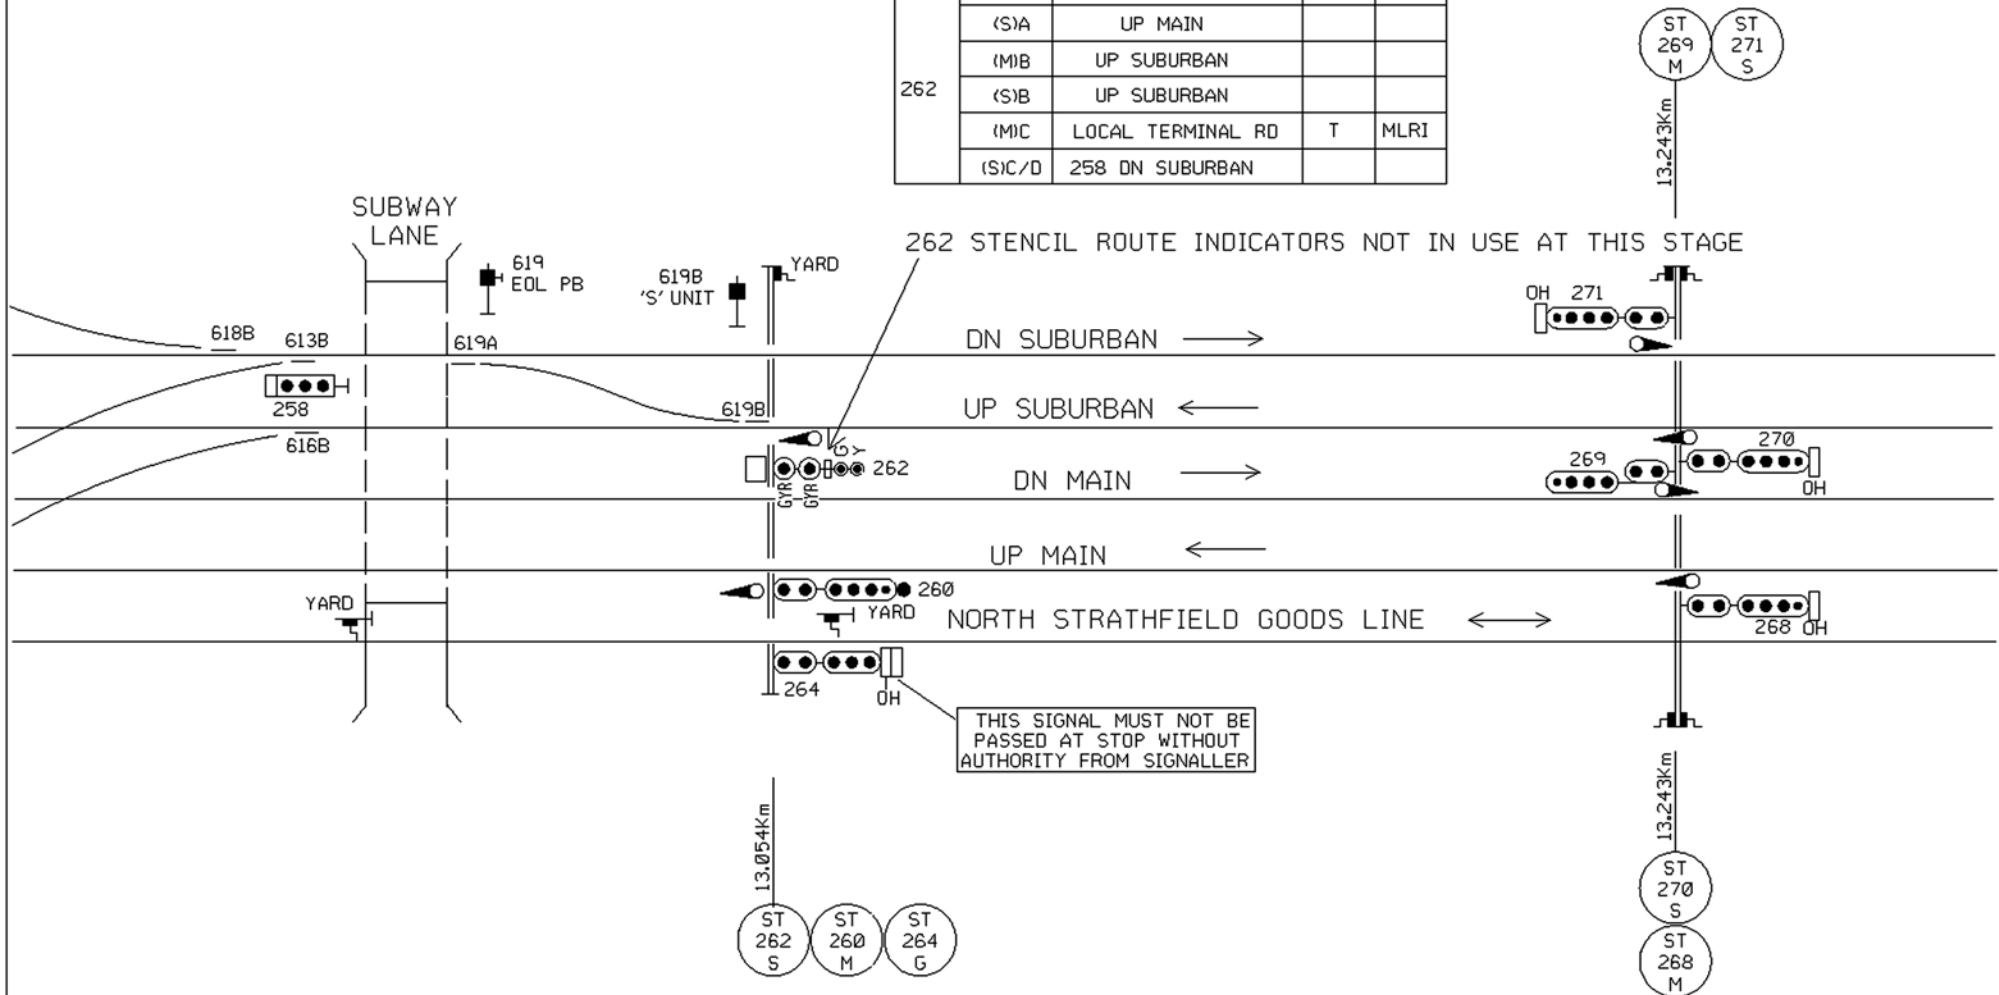 (S)A UP MAIN
(M)B UP SUBURBAN
262
(S)B UP SUBURBAN
(M)C LOCAL TERMINAL RD T MLRI
(S)C/D 258 DN SUBURBAN
ST 269 M
ST 271 S
13.243Km
SUBWAY
LANE
262 STENCIL ROUTE INDICATORS NOT IN USE AT THIS STAGE
619
EOL PB
619B
'S' UNIT
YARD
OH 271
618B
613B
619A
DN SUBURBAN
258
619B
UP SUBURBAN
616B
G Y
262
GYR
GYR
DN MAIN
269
270
OH
UP MAIN
YARD
260
YARD
NORTH STRATHFIELD GOODS LINE
268 OH
264
OH
THIS SIGNAL MUST NOT BE
PASSED AT STOP WITHOUT
AUTHORITY FROM SIGNALLER
13.054Km
13.243Km
ST 262 S
ST 260 M
ST 264 G
ST 270 S
ST 268 M